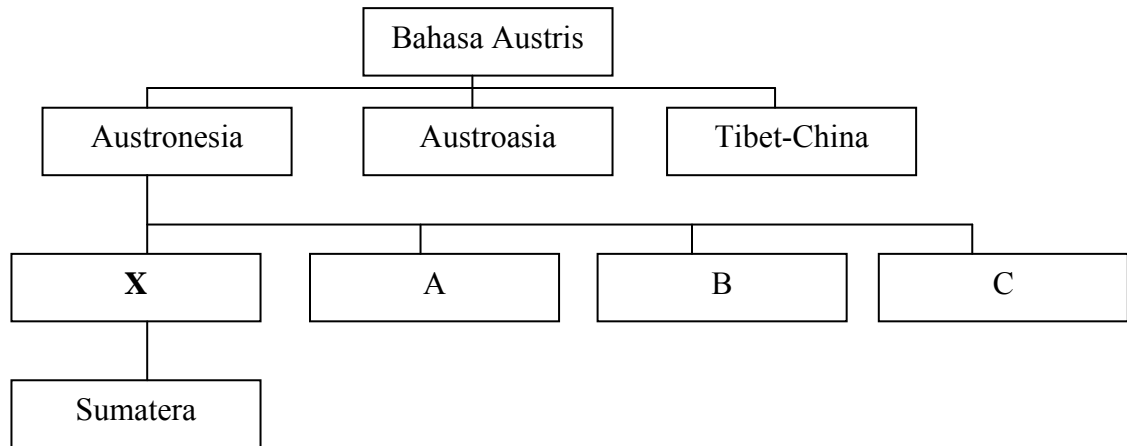 Bahasa Austris
Austronesia
Austroasia
Tibet-China
X
A
B
C
Sumatera